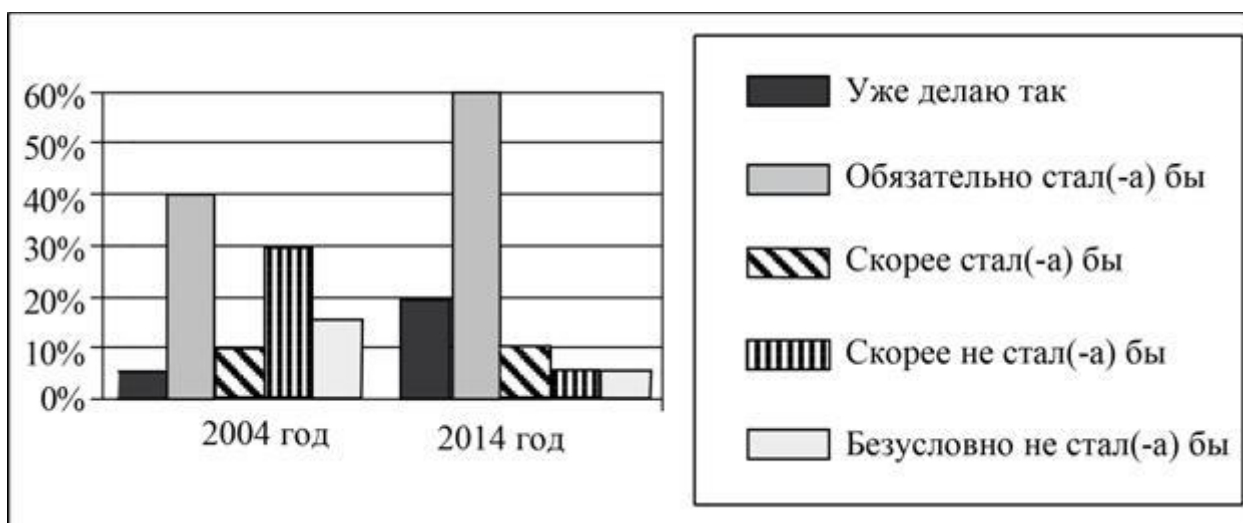 60%
50%
40%
30%
20%
10%
0%
2004 год
2014 год
Уже делаю так
Обязательно стал(-а) бы
Скорее стал(-а) бы
Скорее не стал(-а) бы
Безусловно не стал(-а) бы